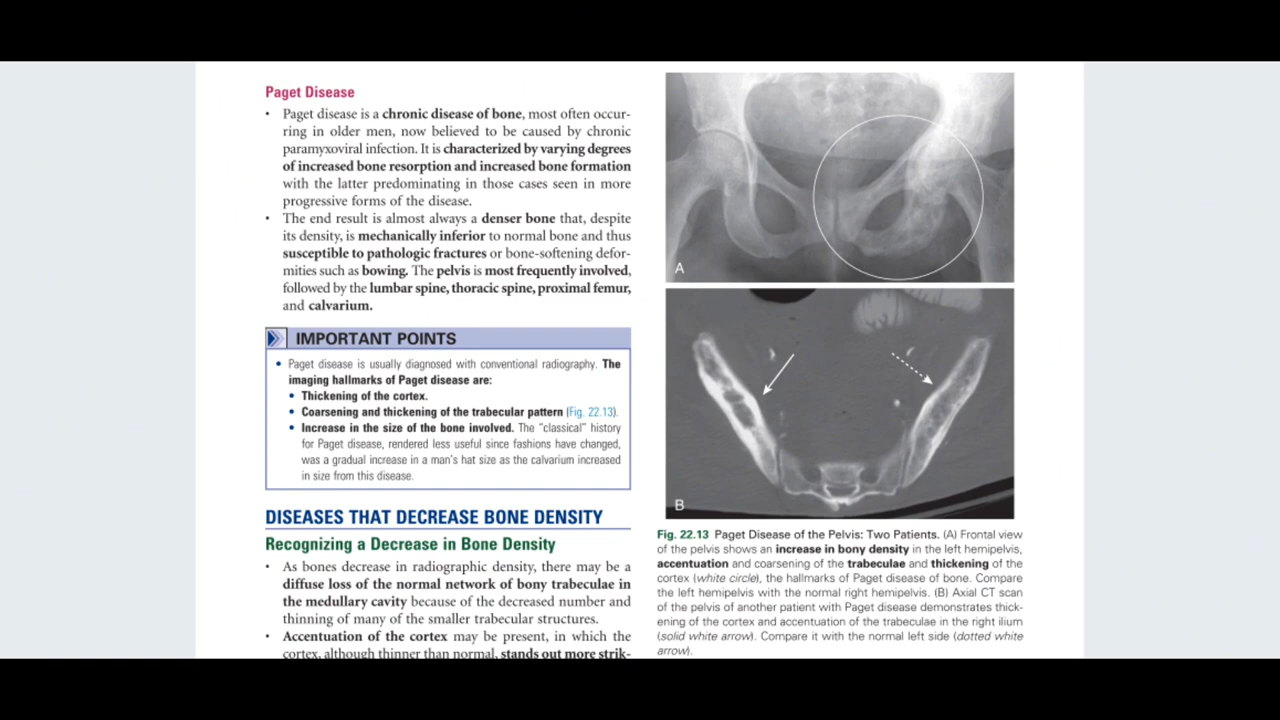 Paget Disease
• Paget disease is a chronic disease of bone, most often occur-
ring in older men, now believed to be caused by chronic
paramyxoviral infection. It is characterized by varying degrees
of increased bone resorption and increased bone formation
with the latter predominating in those cases seen in more
progressive forms of the disease.
• The end result is almost always a denser bone that, despite
its density, is mechanically inferior to normal bone and thus
susceptible to pathologic fractures or bone-softening defor-
mities such as bowing. The pelvis is most frequently involved,
followed by the lumbar spine, thoracic spine, proximal femur,
and calvarium.
IMPORTANT POINTS
• Paget disease is usually diagnosed with conventional radiography. The
imaging hallmarks of Paget disease are:
• Thickening of the cortex.
• Coarsening and thickening of the trabecular pattern (Fig. 22.13).
• Increase in the size of the bone involved. The "classical" history
for Paget disease, rendered less useful since fashions have changed,
was a gradual increase in a man's hat size as the calvarium increased
in size from this disease.
DISEASES THAT DECREASE BONE DENSITY
Recognizing a Decrease in Bone Density
• As bones decrease in radiographic density, there may be a
diffuse loss of the normal network of bony trabeculae in
the medullary cavity because of the decreased number and
thinning of many of the smaller trabecular structures.
• Accentuation of the cortex may be present, in which the
cortex, although thinner than normal, stands out more strik-
A
B
Fig. 22.13 Paget Disease of the Pelvis: Two Patients. (A) Frontal view
of the pelvis shows an increase in bony density in the left hemipelvis,
accentuation and coarsening of the trabeculae and thickening of the
cortex (white circle), the hallmarks of Paget disease of bone. Compare
the left hemipelvis with the normal right hemipelvis. (B) Axial CT scan
of the pelvis of another patient with Paget disease demonstrates thick-
ening of the cortex and accentuation of the trabeculae in the right ilium
(solid white arrow). Compare it with the normal left side (dotted white
arrow).